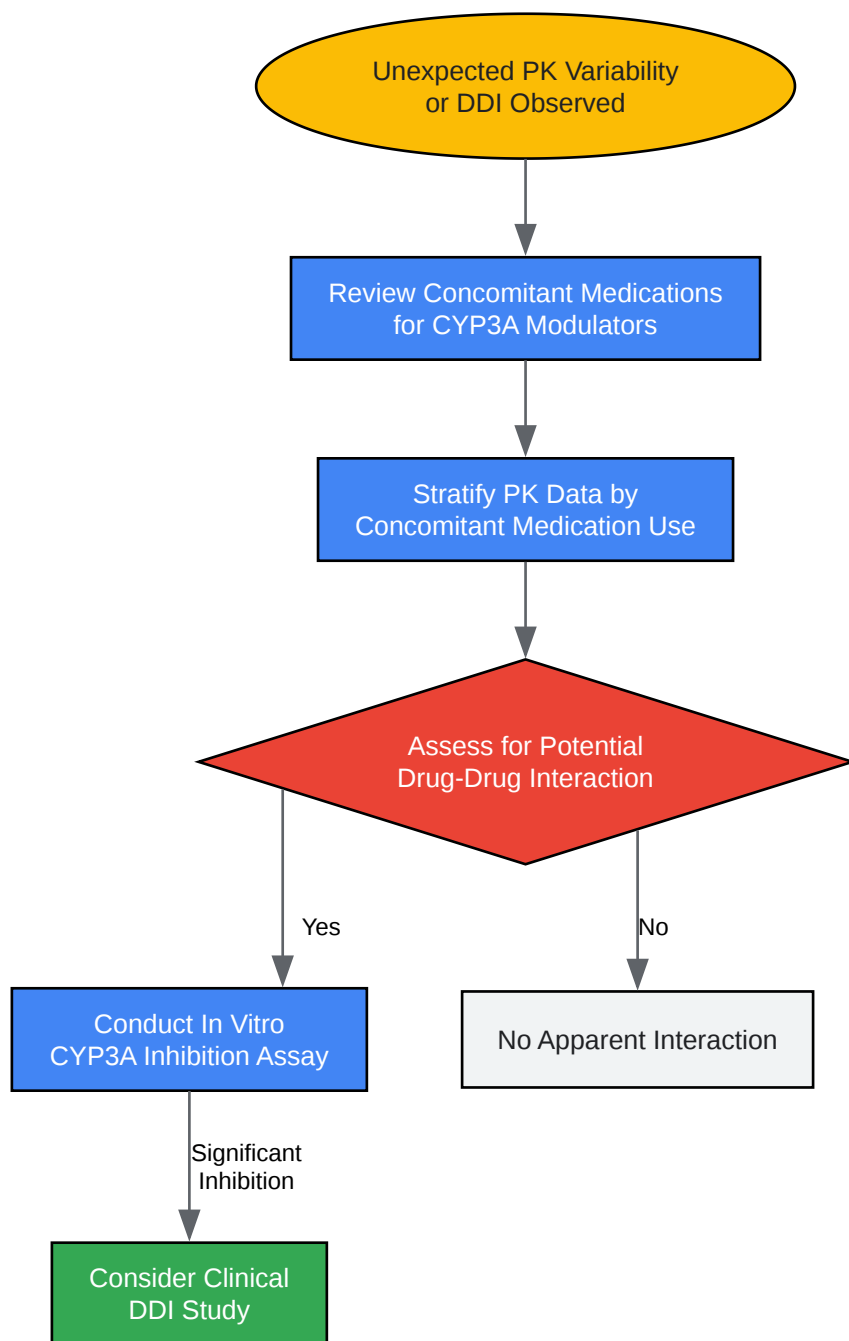 Unexpected PK Variability
or DDI Observed
Review Concomitant Medications
for CYP3A Modulators
Stratify PK Data by
Concomitant Medication Use
Assess for Potential
Drug-Drug Interaction
Yes
No
Conduct In Vitro
CYP3A Inhibition Assay
No Apparent Interaction
Significant
Inhibition
Consider Clinical
DDI Study